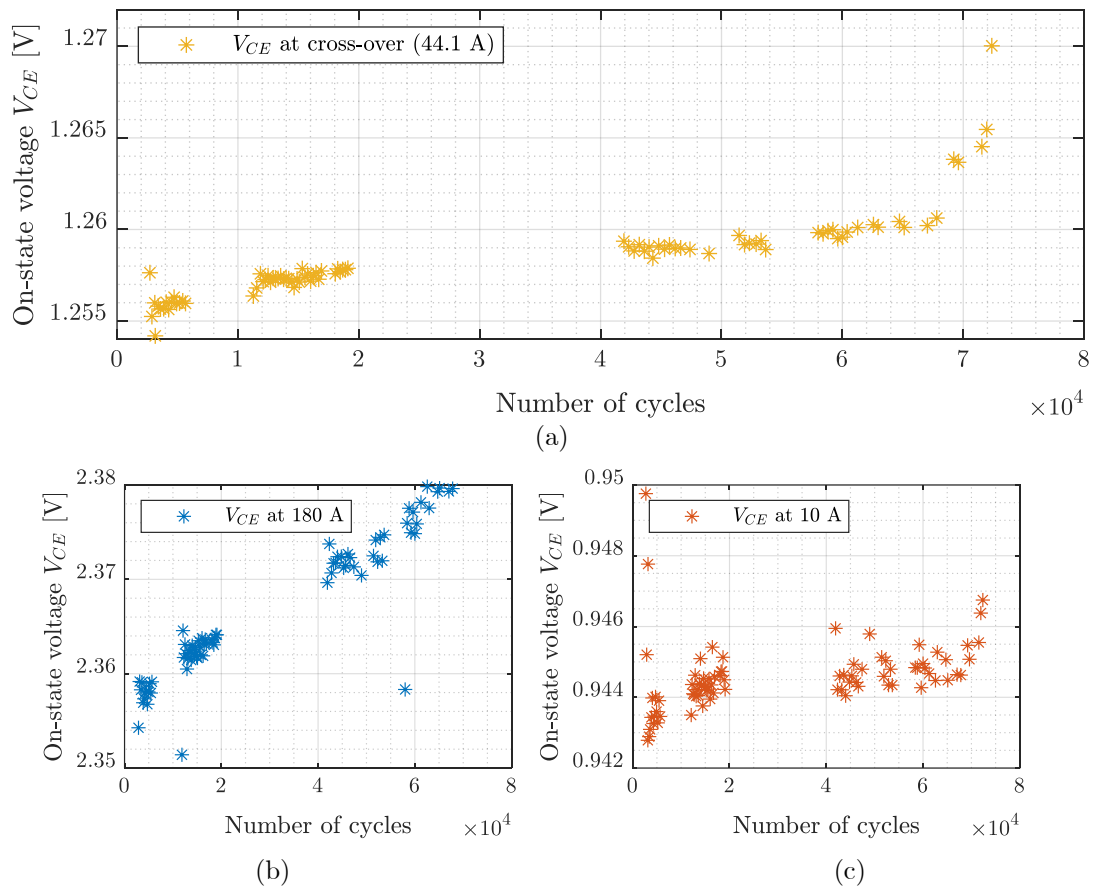 1.27
1.265
1.26
1.255
On-state voltage V_CE [V]
V_CE at cross-over (44.1 A)
0 1 2 3 4 5 6 7 8
Number of cycles
×10^4
(a)
2.38
2.37
2.36
2.35
On-state voltage V_CE [V]
V_CE at 180 A
0 2 4 6 8
Number of cycles
×10^4
(b)
0.95
0.948
0.946
0.944
0.942
On-state voltage V_CE [V]
V_CE at 10 A
0 2 4 6 8
Number of cycles
×10^4
(c)